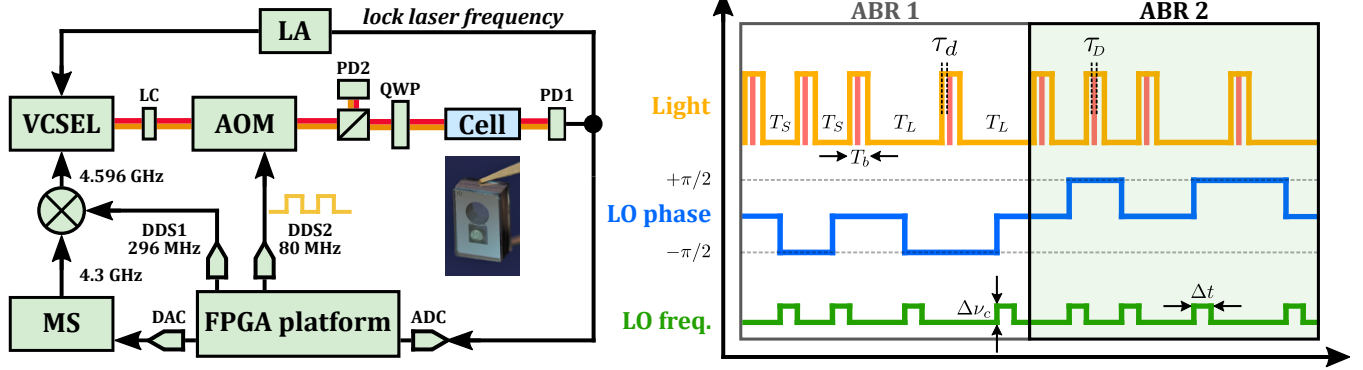 lock laser frequency
LA
PD2
LC
QWP
PD1
VCSEL
AOM
Cell
4.596 GHz
DDS1
296 MHz
DDS2
80 MHz
4.3 GHz
MS
DAC
FPGA platform
ADC
ABR 1
ABR 2
τd
τD
Light
TS
TS
TL
TL
Tb
+π/2
LO phase
−π/2
Δνc
Δt
LO freq.